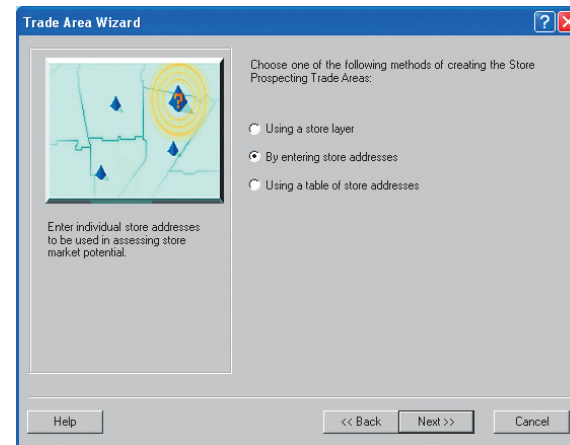 Trade Area Wizard
?
Choose one of the following methods of creating the Store
Prospecting Trade Areas:
Using a store layer
By entering store addresses
Using a table of store addresses
?
Enter individual store addresses
to be used in assessing store
market potential.
Help
<< Back
Next >>
Cancel